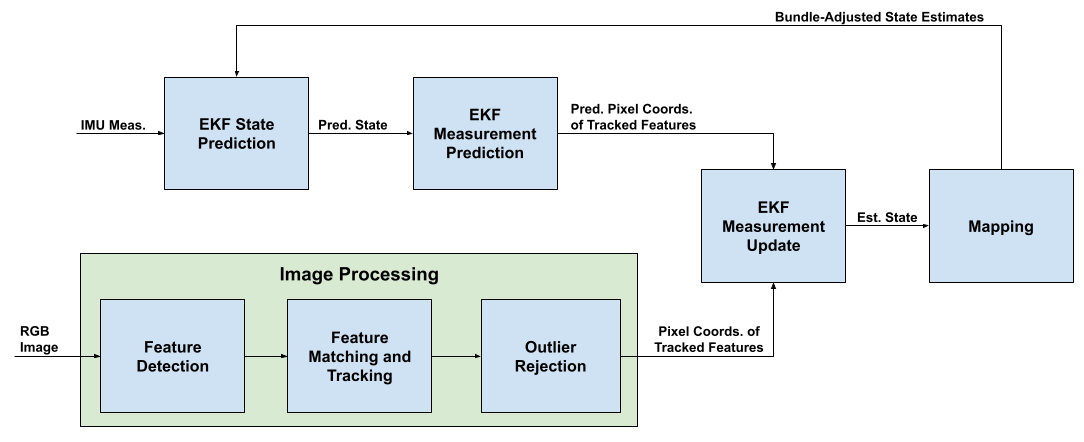 Bundle-Adjusted State Estimates
IMU Meas.
EKF State
Prediction
Pred. State
EKF
Measurement
Prediction
Pred. Pixel Coords.
of Tracked Features
EKF
Measurement
Update
Est. State
Mapping
Image Processing
RGB
Image
Feature
Detection
Feature
Matching and
Tracking
Outlier
Rejection
Pixel Coords. of
Tracked Features